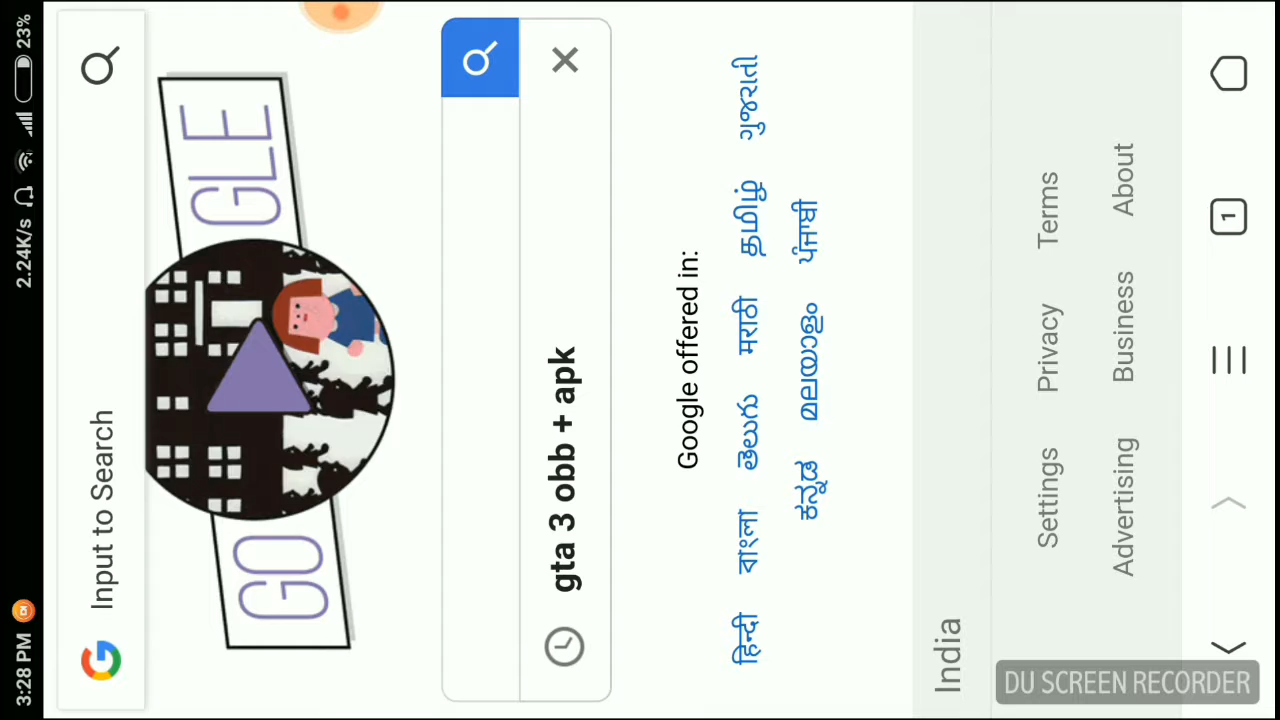 3:28 PM 2.24K/s 23%
Input to Search
GO GLE
gta 3 obb + apk
Google offered in:
हिन्दी বাংলা తెలుగు मराठी தமிழ் ગુજરાતી
ಕನ್ನಡ മലയാളം ਪੰਜਾਬੀ
India
Settings Privacy Terms
Advertising Business About
1
DU SCREEN RECORDER